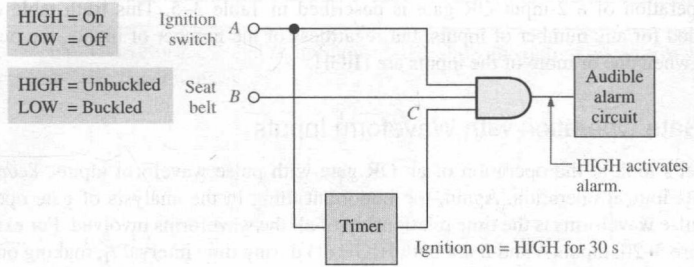 HIGH = On
LOW = Off
Ignition
switch
A
HIGH = Unbuckled
LOW = Buckled
Seat
belt
B
C
Audible
alarm
circuit
HIGH activates
alarm.
Timer
Ignition on = HIGH for 30 s